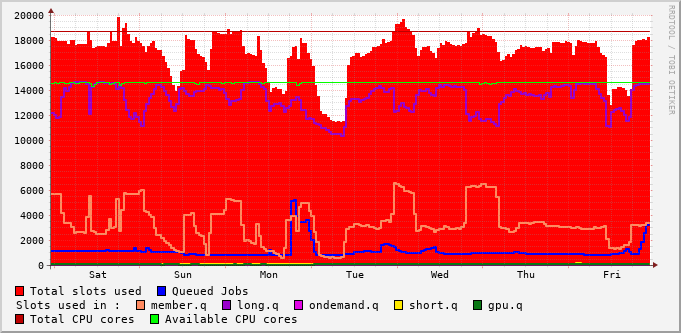 20000
18000
16000
14000
12000
10000
8000
6000
4000
2000
0
Sat Sun Mon Tue Wed Thu Fri
RRDTOOL / TOBI OETIKER
Total slots used Queued Jobs
Slots used in : member.q long.q ondemand.q short.q gpu.q
Total CPU cores Available CPU cores